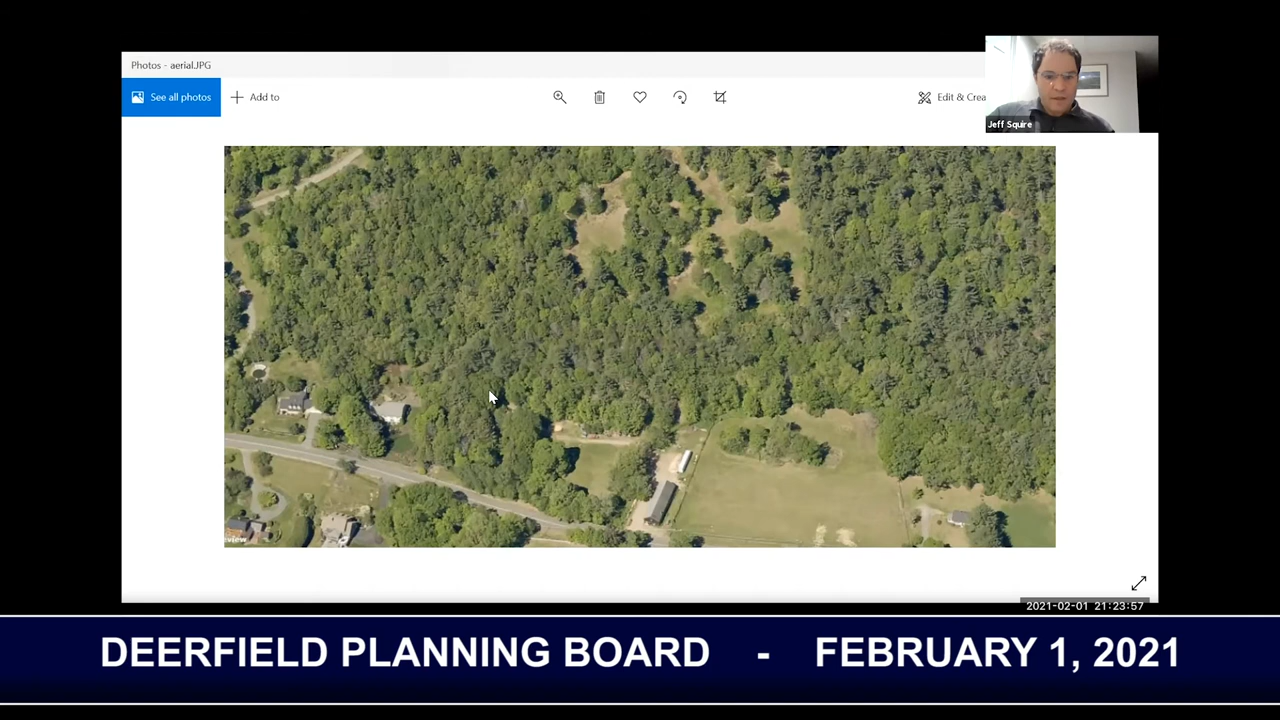 Photos - aerial.JPG
See all photos
Add to
Edit & Crea
Jeff Squire
view
2021-02-01 21:23:57
DEERFIELD PLANNING BOARD - FEBRUARY 1, 2021